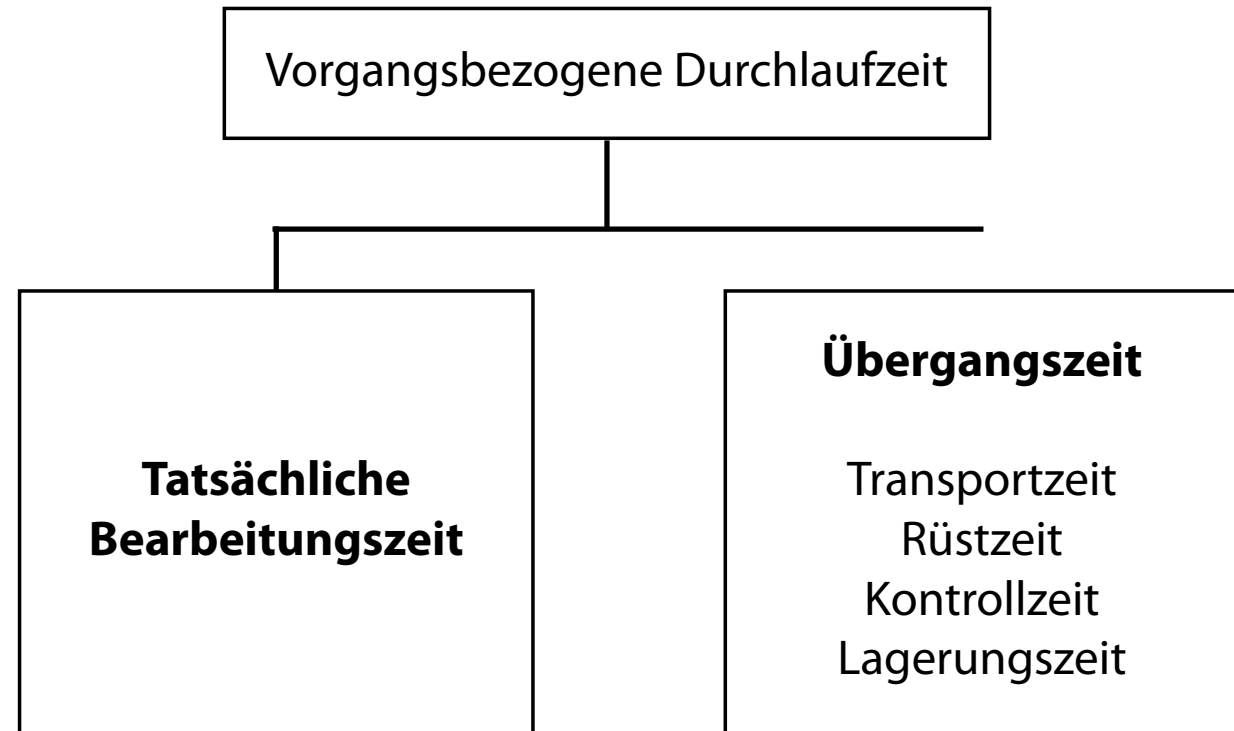 Vorgangsbezogene Durchlaufzeit
Tatsächliche
Bearbeitungszeit
Übergangszeit
Transportzeit
Rüstzeit
Kontrollzeit
Lagerungszeit